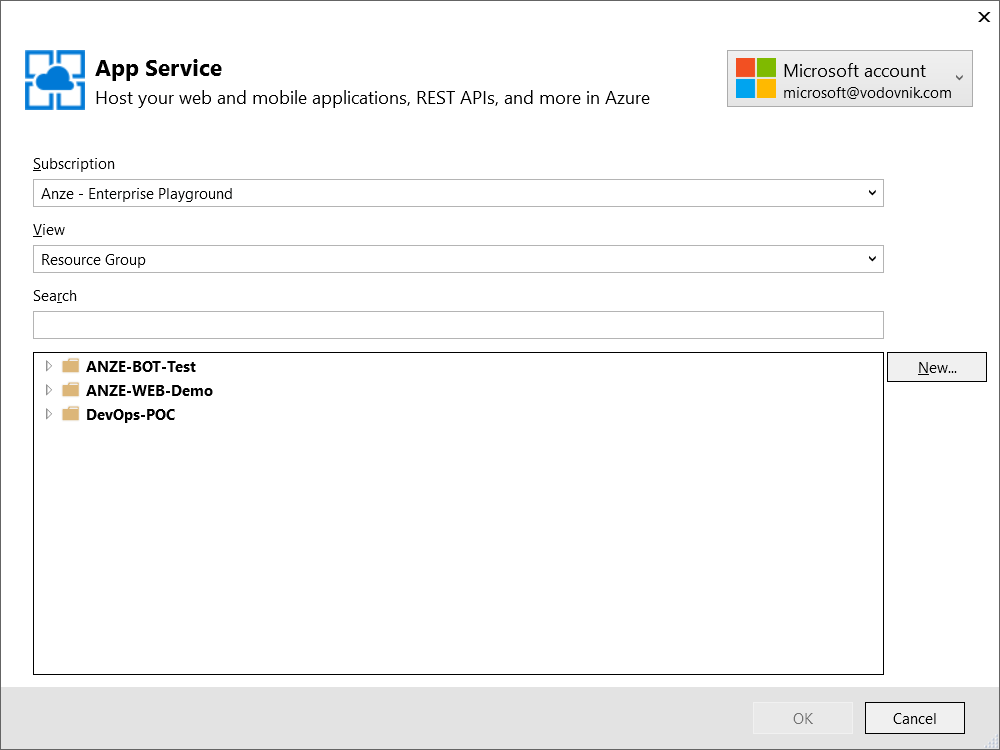 App Service
Host your web and mobile applications, REST APIs, and more in Azure
Microsoft account
microsoft@vodovnik.com
Subscription
Anze - Enterprise Playground
View
Resource Group
Search
ANZE-BOT-Test
ANZE-WEB-Demo
DevOps-POC
New...
OK
Cancel